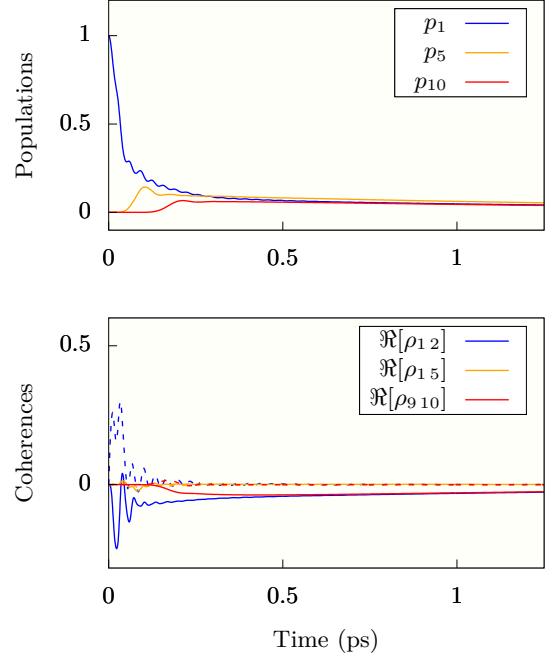 p₁
p₅
p₁₀
1
0.5
0
Populations
0
0.5
1
ℜ[ρ₁ ₂]
ℜ[ρ₁ ₅]
ℜ[ρ₉ ₁₀]
0.5
0
Coherences
0
0.5
1
Time (ps)